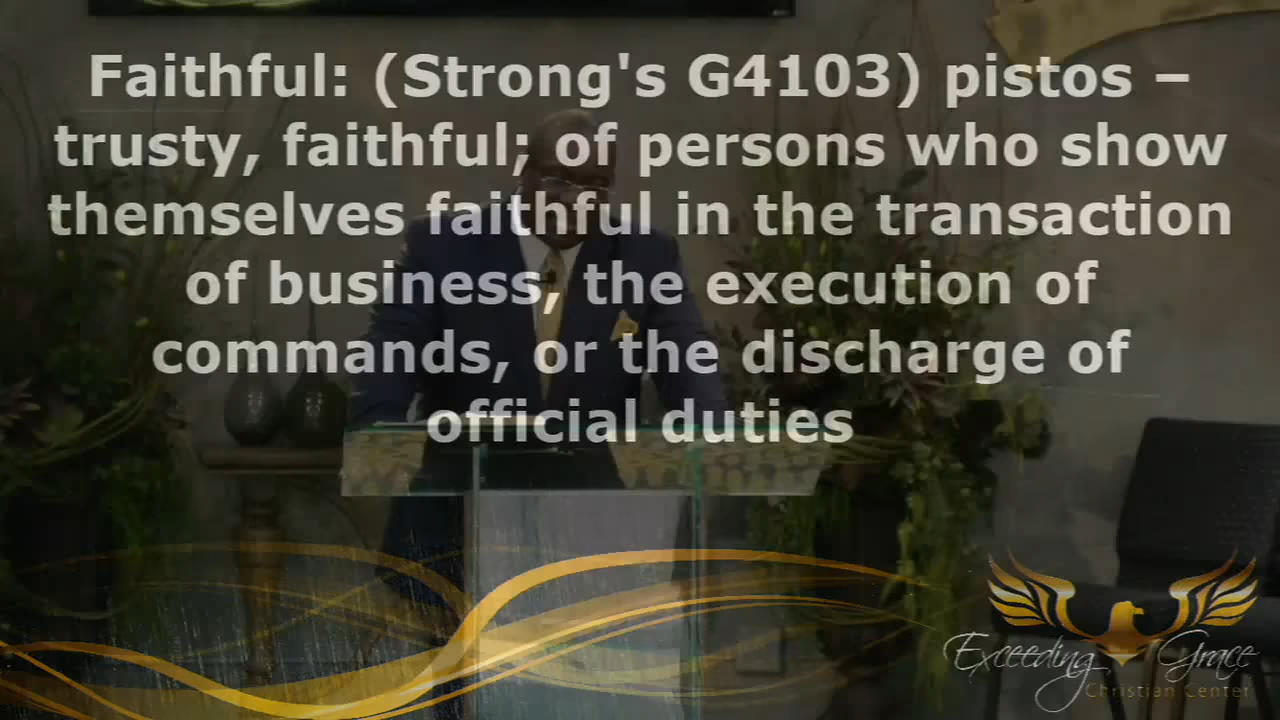 Faithful: (Strong's G4103) pistos –
trusty, faithful; of persons who show
themselves faithful in the transaction
of business, the execution of
commands, or the discharge of
official duties
Exceeding Grace
Christian Center